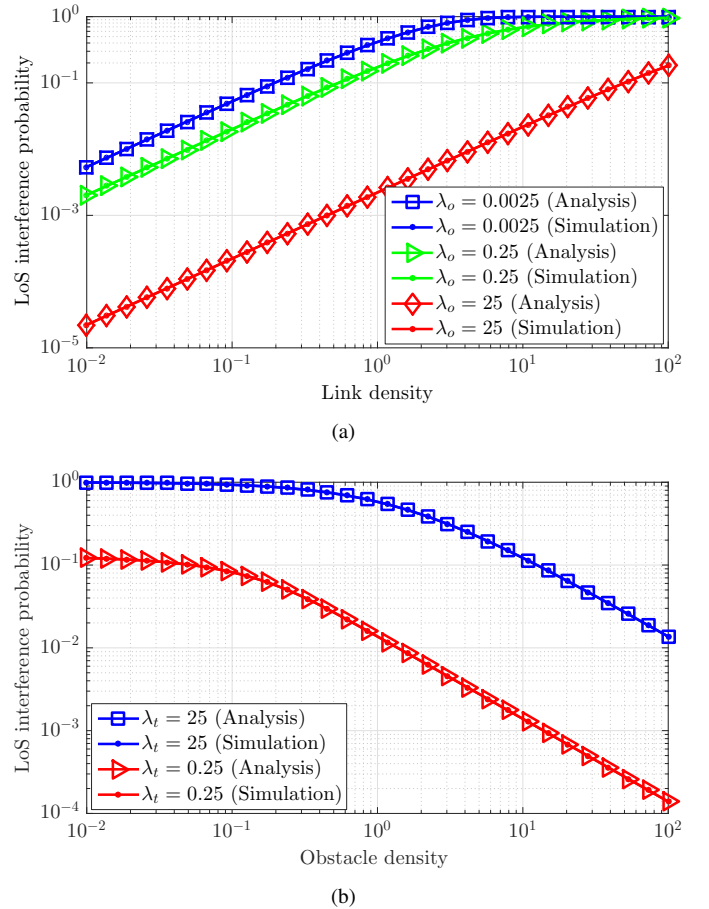 10^0
10^{-1}
10^{-3}
10^{-5}
LoS interference probability
λ_o = 0.0025 (Analysis)
λ_o = 0.0025 (Simulation)
λ_o = 0.25 (Analysis)
λ_o = 0.25 (Simulation)
λ_o = 25 (Analysis)
λ_o = 25 (Simulation)
10^{-2} 10^{-1} 10^0 10^1 10^2
Link density
(a)
10^0
10^{-1}
10^{-2}
10^{-3}
10^{-4}
LoS interference probability
λ_t = 25 (Analysis)
λ_t = 25 (Simulation)
λ_t = 0.25 (Analysis)
λ_t = 0.25 (Simulation)
10^{-2} 10^{-1} 10^0 10^1 10^2
Obstacle density
(b)